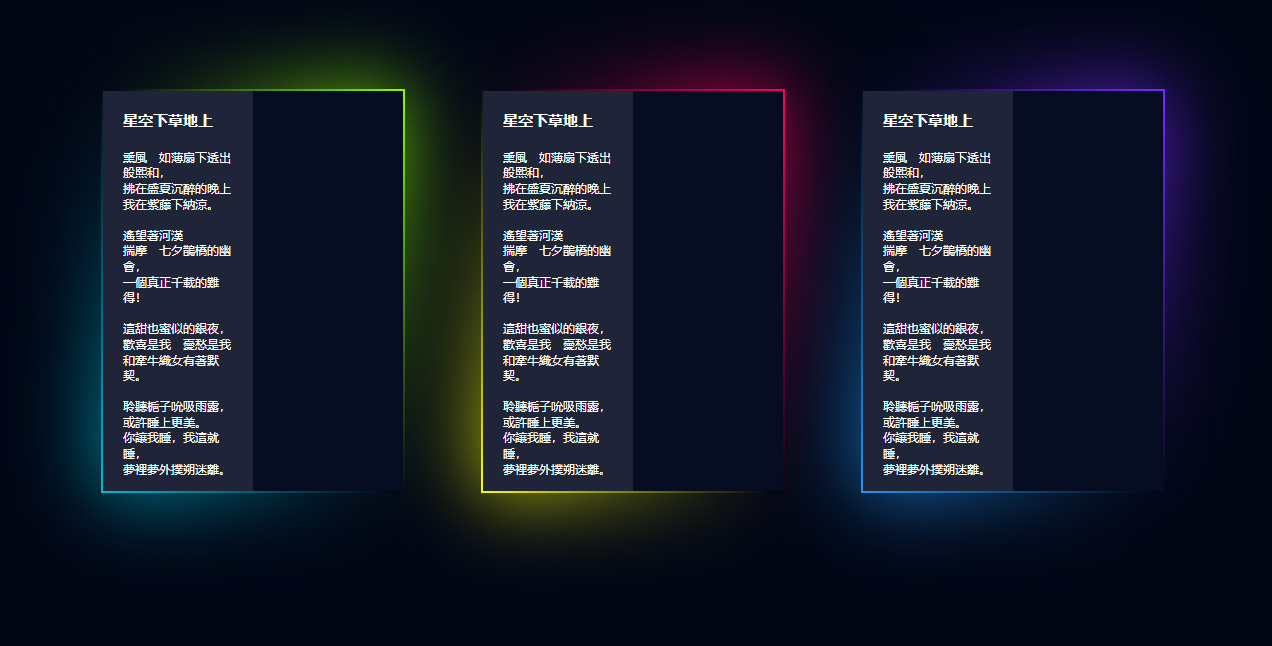 星空下草地上
熏風　如薄扇下透出
般熙和，
拂在盛夏沉醉的晚上
我在紫藤下納涼。
遙望著河漢
揣摩　七夕鵲橋的幽
會，
一個真正千載的難
得！
這甜也蜜似的銀夜，
歡喜是我　憂愁是我
和牽牛織女有著默
契。
聆聽梔子吮吸雨露，
或許睡上更美。
你讓我睡，我這就
睡，
夢裡夢外撲朔迷離。
星空下草地上
熏風　如薄扇下透出
般熙和，
拂在盛夏沉醉的晚上
我在紫藤下納涼。
遙望著河漢
揣摩　七夕鵲橋的幽
會，
一個真正千載的難
得！
這甜也蜜似的銀夜，
歡喜是我　憂愁是我
和牽牛織女有著默
契。
聆聽梔子吮吸雨露，
或許睡上更美。
你讓我睡，我這就
睡，
夢裡夢外撲朔迷離。
星空下草地上
熏風　如薄扇下透出
般熙和，
拂在盛夏沉醉的晚上
我在紫藤下納涼。
遙望著河漢
揣摩　七夕鵲橋的幽
會，
一個真正千載的難
得！
這甜也蜜似的銀夜，
歡喜是我　憂愁是我
和牽牛織女有著默
契。
聆聽梔子吮吸雨露，
或許睡上更美。
你讓我睡，我這就
睡，
夢裡夢外撲朔迷離。